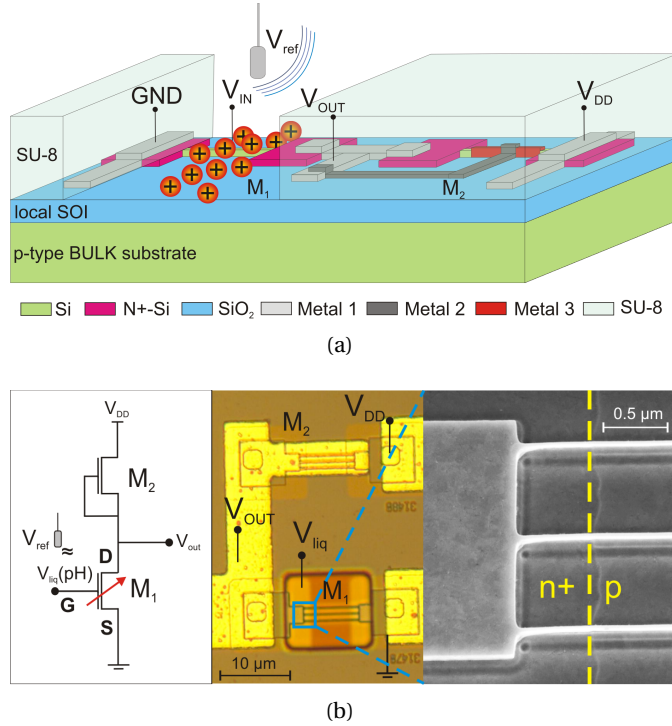 V_ref
GND
V_IN
V_OUT
V_DD
SU-8
M_1
M_2
local SOI
p-type BULK substrate
Si
N+-Si
SiO_2
Metal 1
Metal 2
Metal 3
SU-8
(a)
V_DD
M_2
V_ref
≈
V_out
D
V_liq(pH)
M_1
G
S
M_2
V_DD
31488
V_OUT
V_liq
M_1
10 µm
31478
0.5 µm
n+
p
(b)